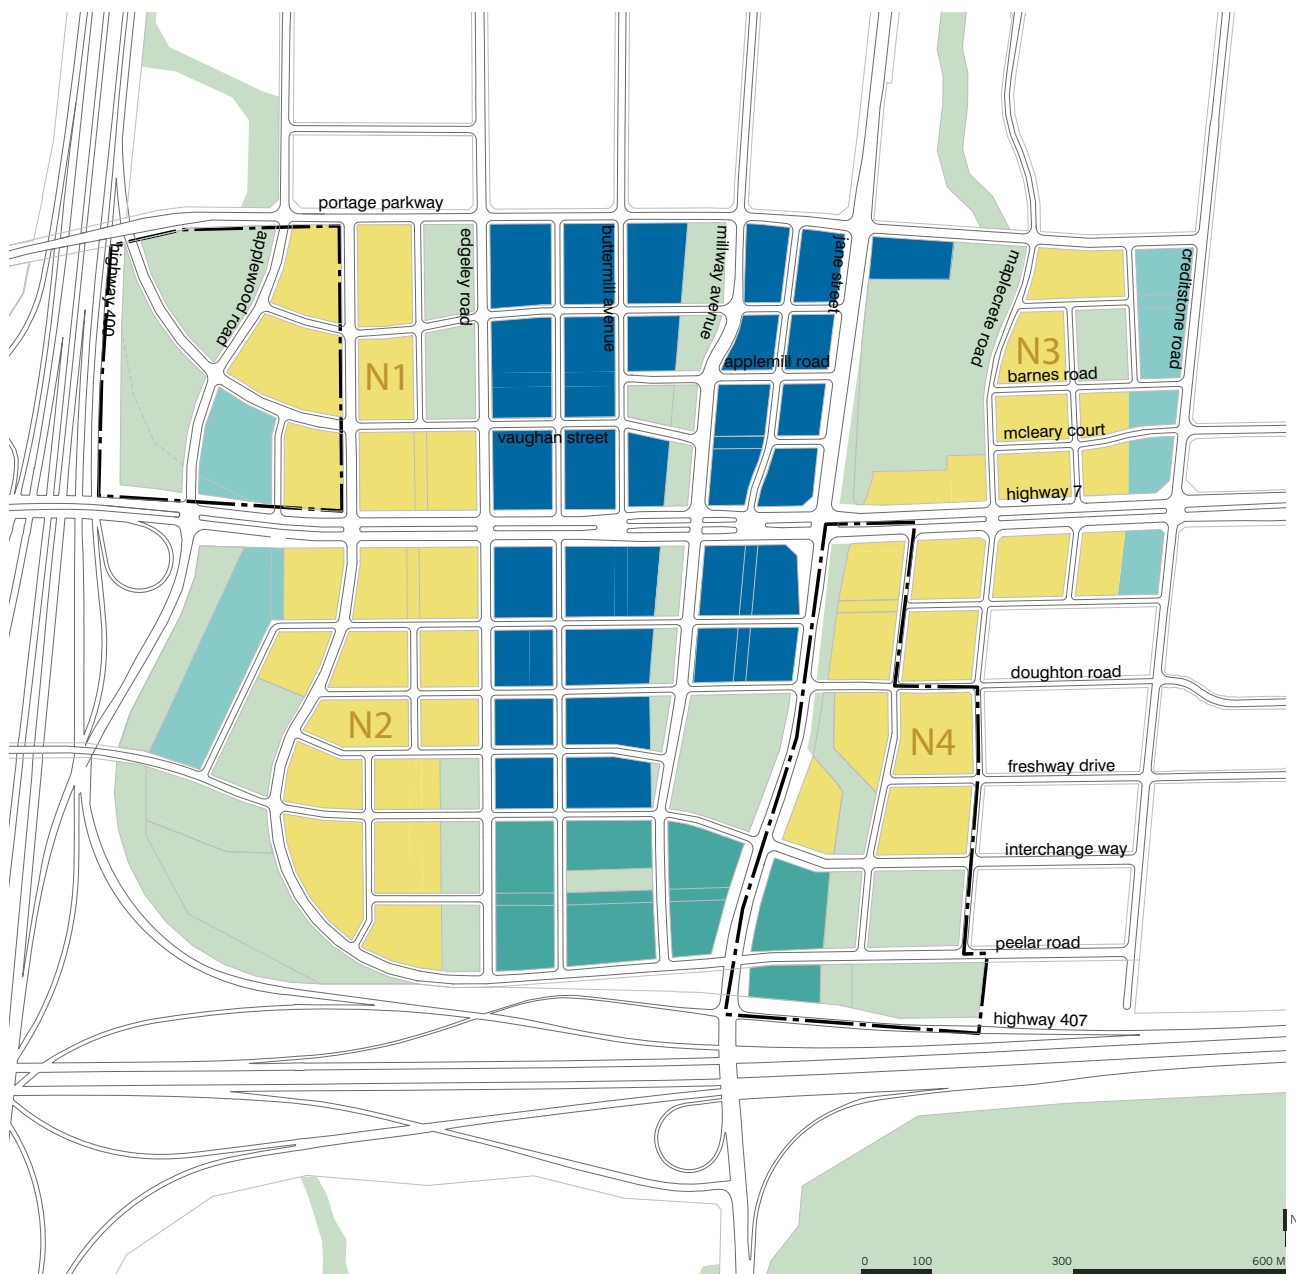 portage parkway
highway 400
applewood road
edgeley road
buttermill avenue
millway avenue
jane street
maplecrete road
creditstone road
N1
N3
applemill road
barnes road
vaughan street
mcleary court
highway 7
doughton road
N2
N4
freshway drive
interchange way
peelar road
highway 407
N
0 100 300 600 M